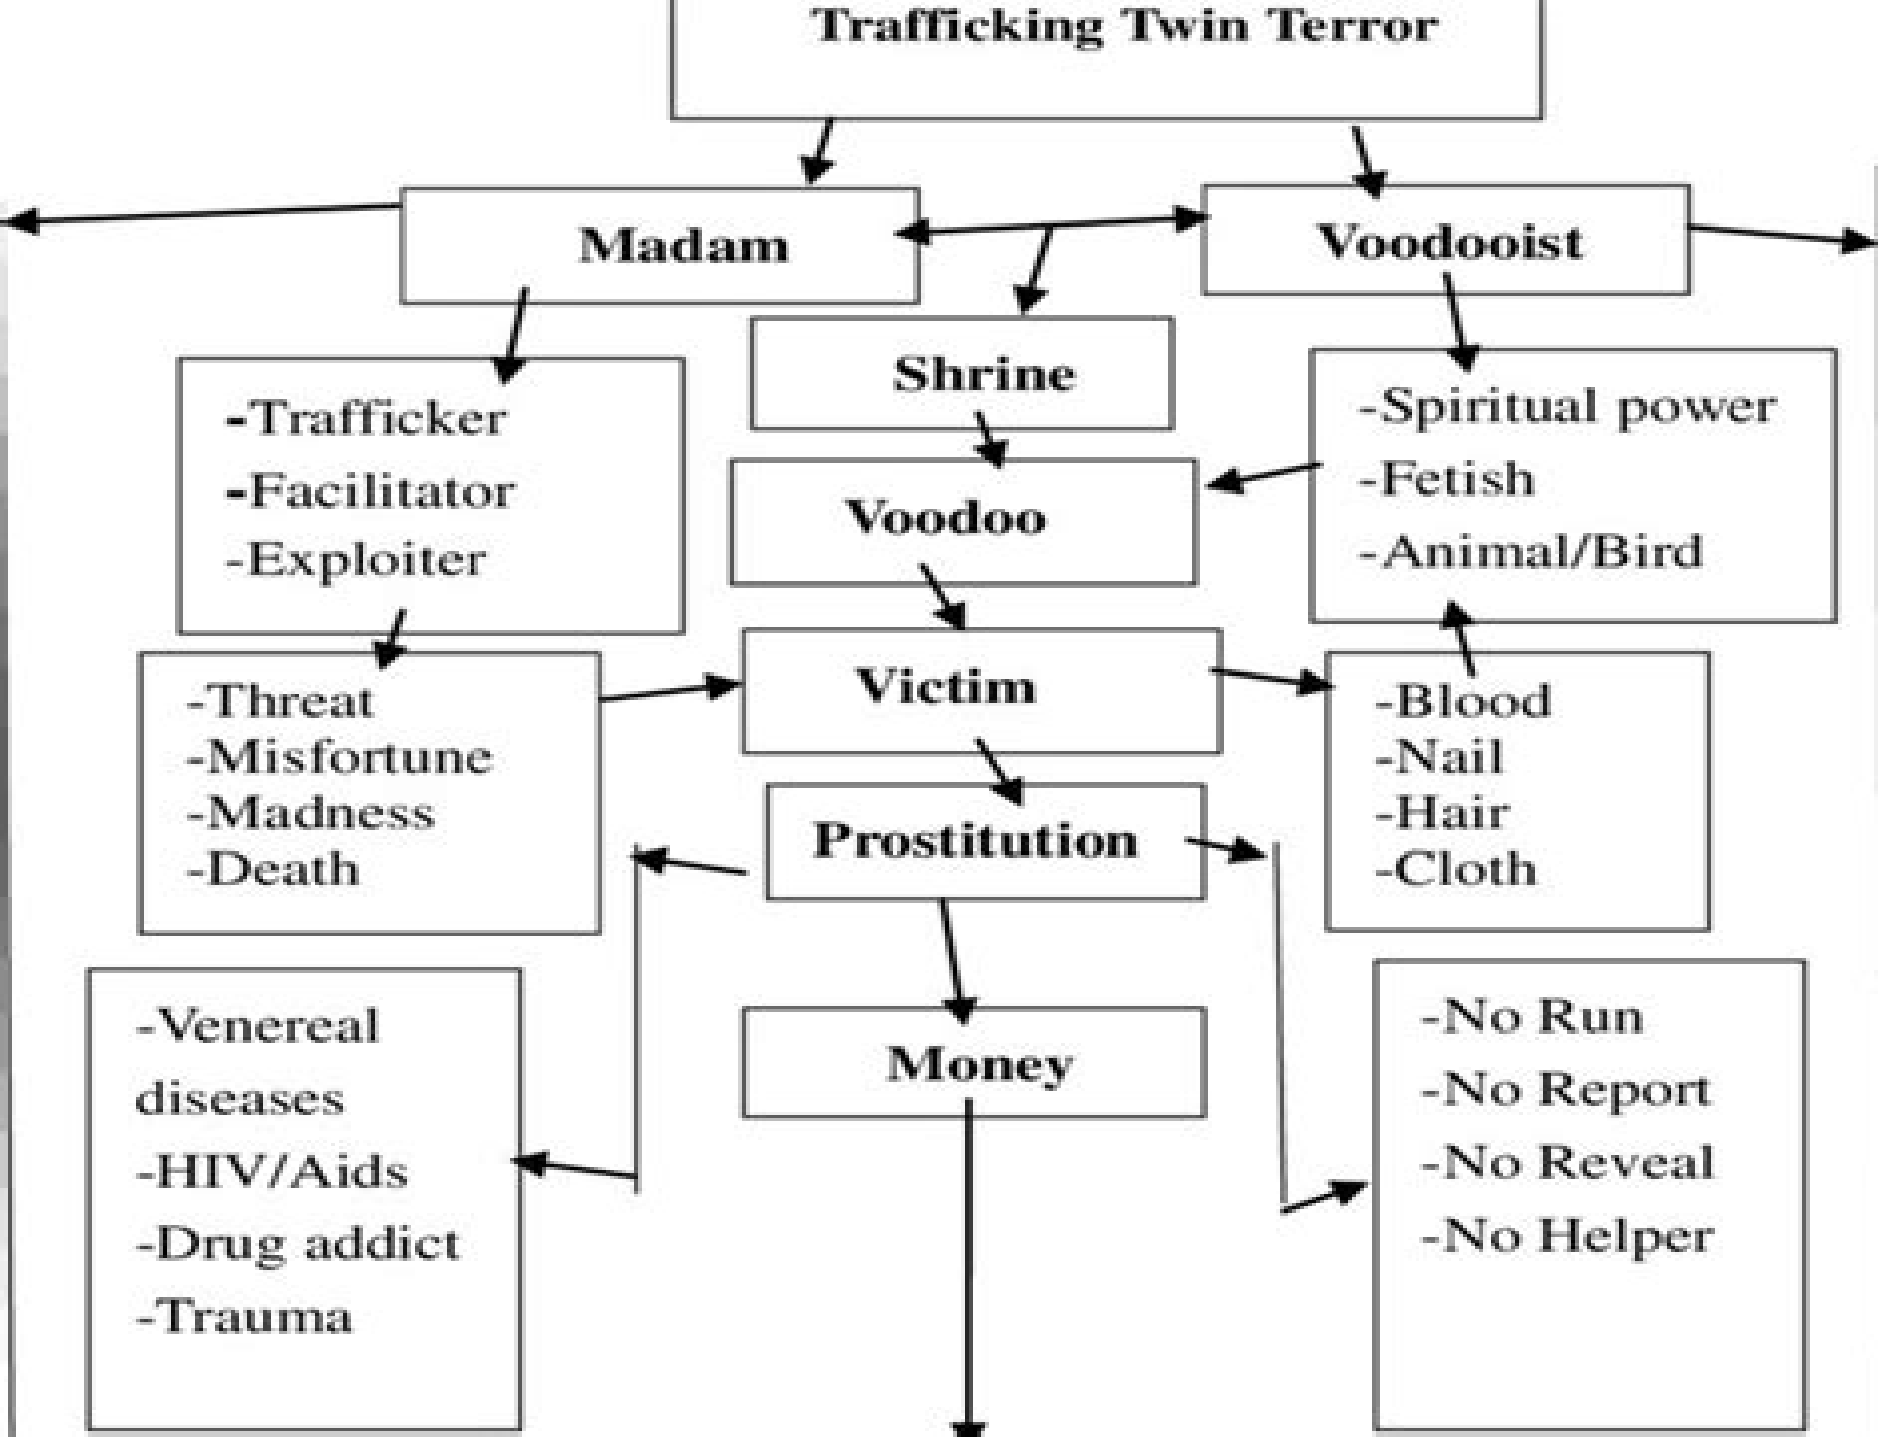 Trafficking Twin Terror
Madam
Voodooist
Shrine
-Trafficker
-Facilitator
-Exploiter
-Spiritual power
-Fetish
-Animal/Bird
Voodoo
Victim
-Threat
-Misfortune
-Madness
-Death
-Blood
-Nail
-Hair
-Cloth
Prostitution
Money
-Venereal
diseases
-HIV/Aids
-Drug addict
-Trauma
-No Run
-No Report
-No Reveal
-No Helper